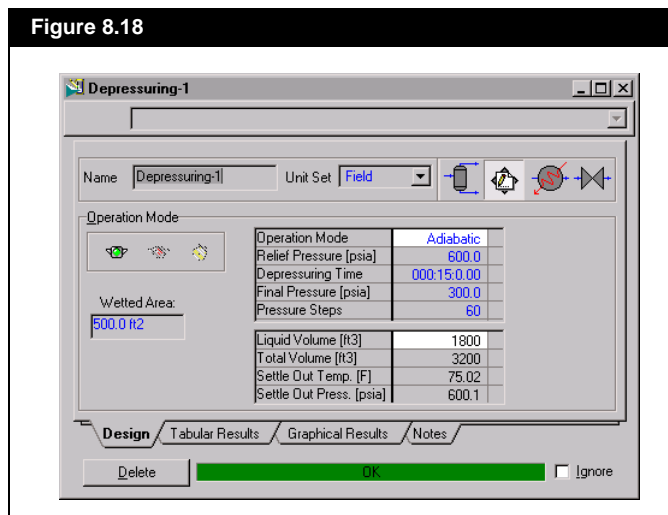 Figure 8.18
Depressuring-1
Name Depressuring-1 Unit Set Field
Operation Mode
Operation Mode Adiabatic
Relief Pressure [psia] 600.0
Depressuring Time 000:15:0.00
Final Pressure [psia] 300.0
Pressure Steps 60
Wetted Area:
500.0 ft2
Liquid Volume [ft3] 1800
Total Volume [ft3] 3200
Settle Out Temp. [F] 75.02
Settle Out Press. [psia] 600.1
Design Tabular Results Graphical Results Notes
Delete OK Ignore